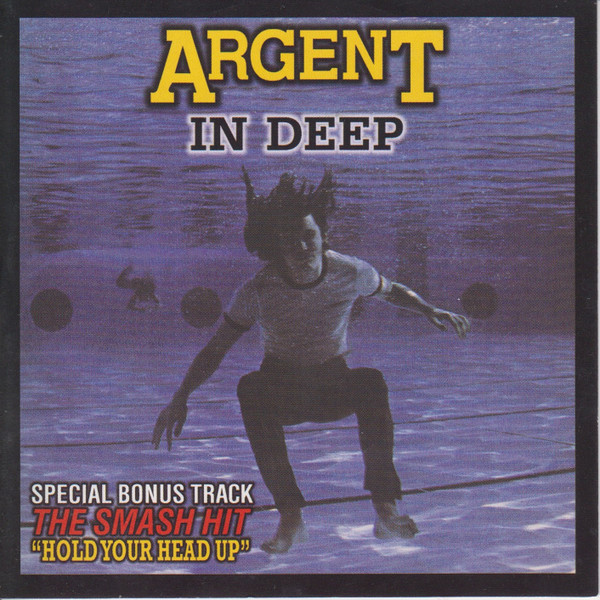 ARGENT
IN DEEP
SPECIAL BONUS TRACK
THE SMASH HIT
“HOLD YOUR HEAD UP”